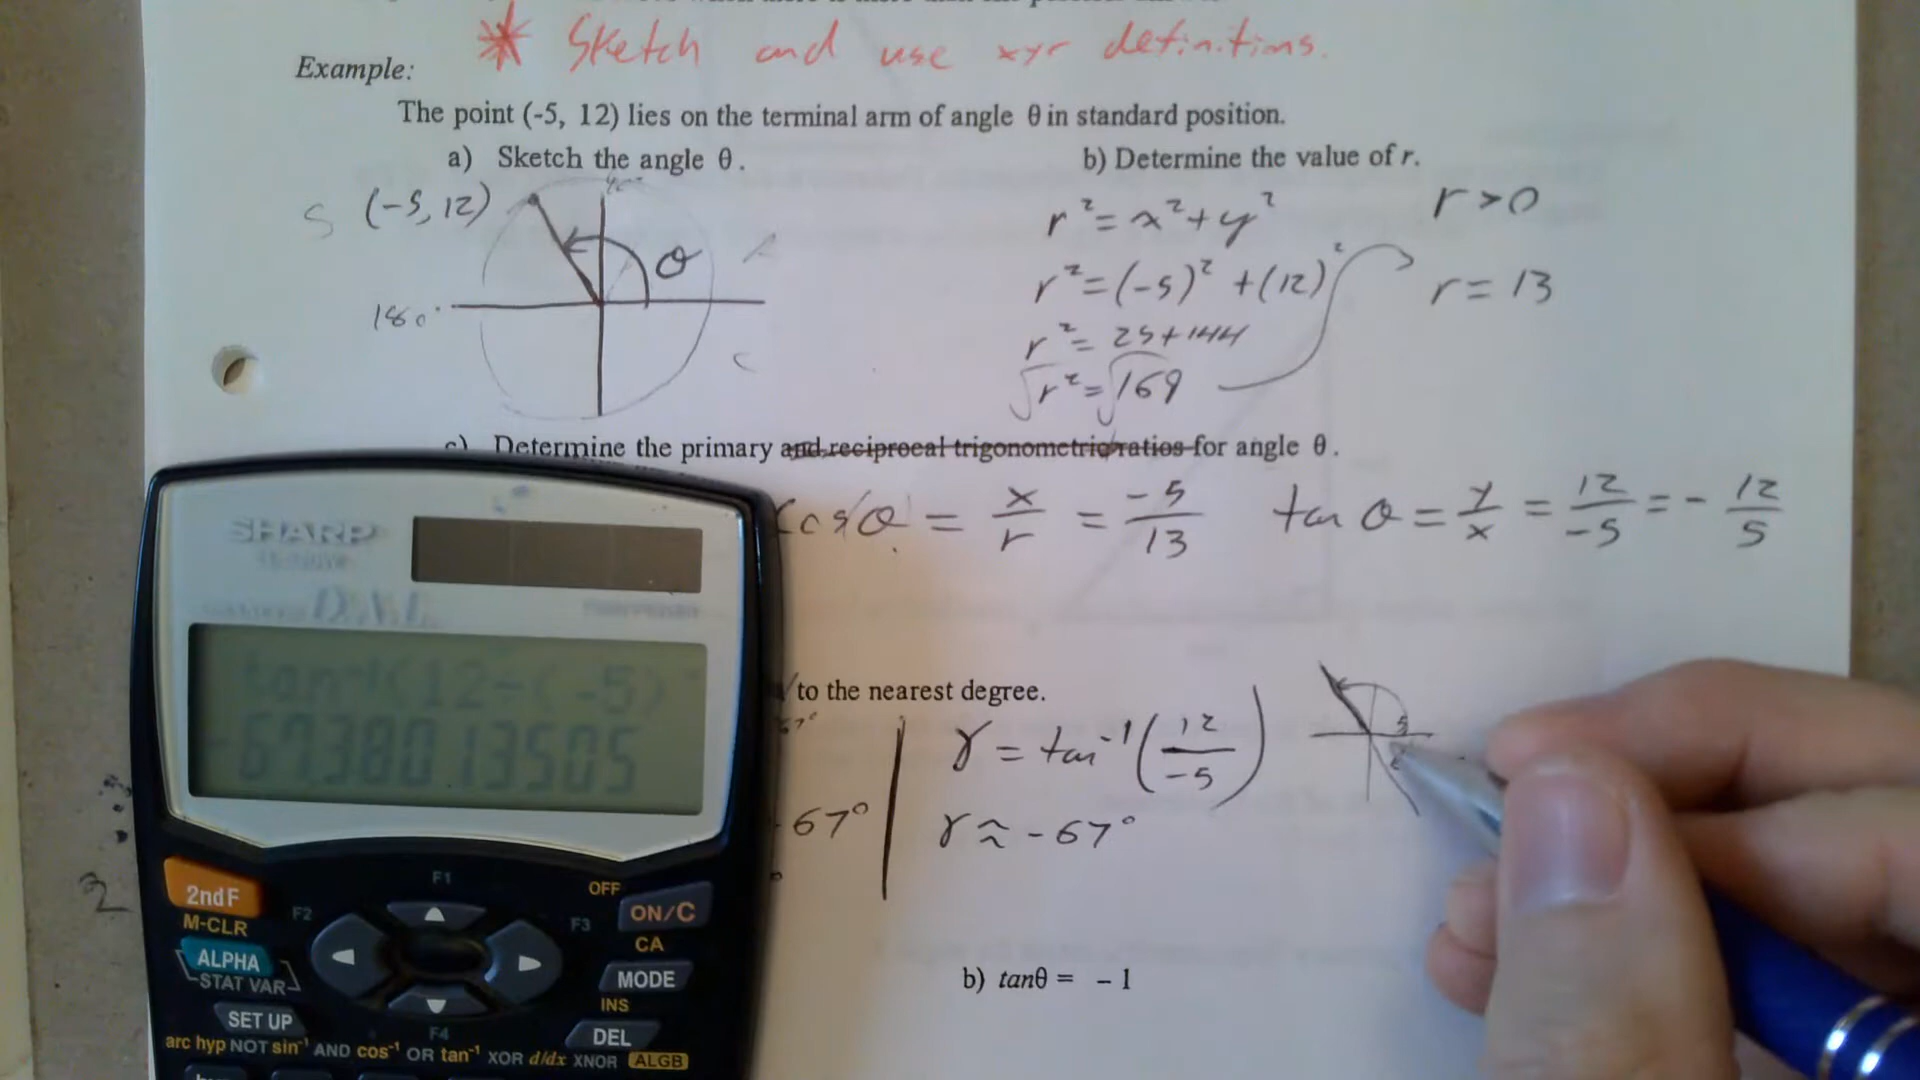 * Sketch and use xyr definitions.
Example:
The point (-5, 12) lies on the terminal arm of angle θ in standard position.
a) Sketch the angle θ.
b) Determine the value of r.
S (-5, 12)
θ
180°
C
r² = x² + y²
r > 0
r² = (-5)² + (12)²
r = 13
r² = 25 + 144
√r² = √169
c) Determine the primary and reciprocal trigonometric ratios for angle θ.
cos θ = x/r = -5/13
tan θ = y/x = 12/-5 = - 12/5
to the nearest degree.
67°
γ = tan⁻¹(12/-5)
γ ≈ -67°
b) tanθ = - 1
SHARP
D.A.L.
tan⁻¹(12÷(-5)
-67.38013505
2ndF
M-CLR
ALPHA
STAT VAR
SET UP
F1
F2
F3
F4
OFF
ON/C
CA
MODE
INS
DEL
arc hyp NOT sin⁻¹ AND cos⁻¹ OR tan⁻¹ XOR d/dx XNOR ALGB
2